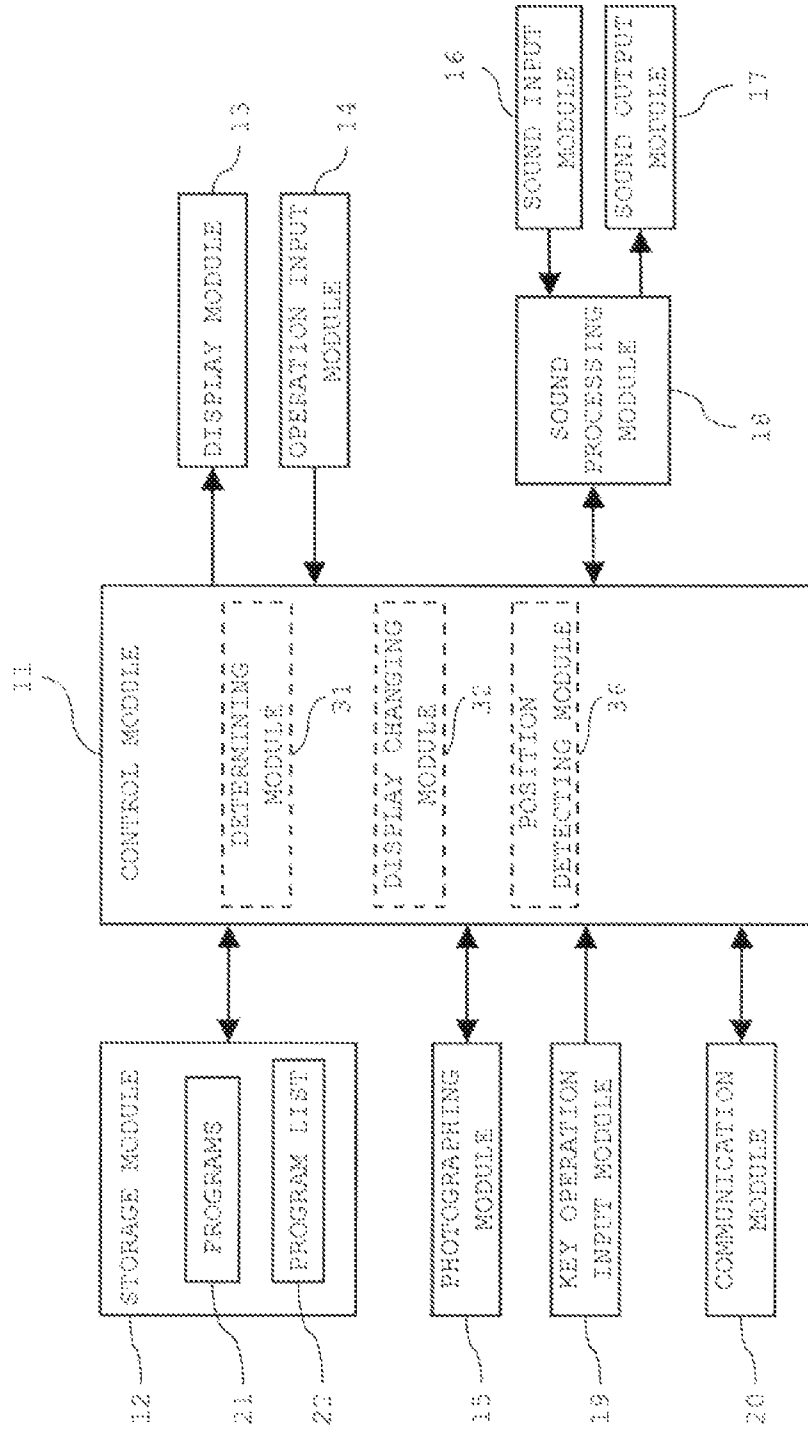 12
STORAGE MODULE
21
PROGRAMS
22
PROGRAM LIST
15
PHOTOGRAPHING
MODULE
19
KEY OPERATION
INPUT MODULE
20
COMMUNICATION
MODULE
11
CONTROL MODULE
DETERMINING
MODULE
31
DISPLAY CHANGING
MODULE
32
POSITION
DETECTING MODULE
36
13
DISPLAY MODULE
14
OPERATION INPUT
MODULE
SOUND
PROCESSING
MODULE
18
16
SOUND INPUT
MODULE
SOUND OUTPUT
MODULE
17